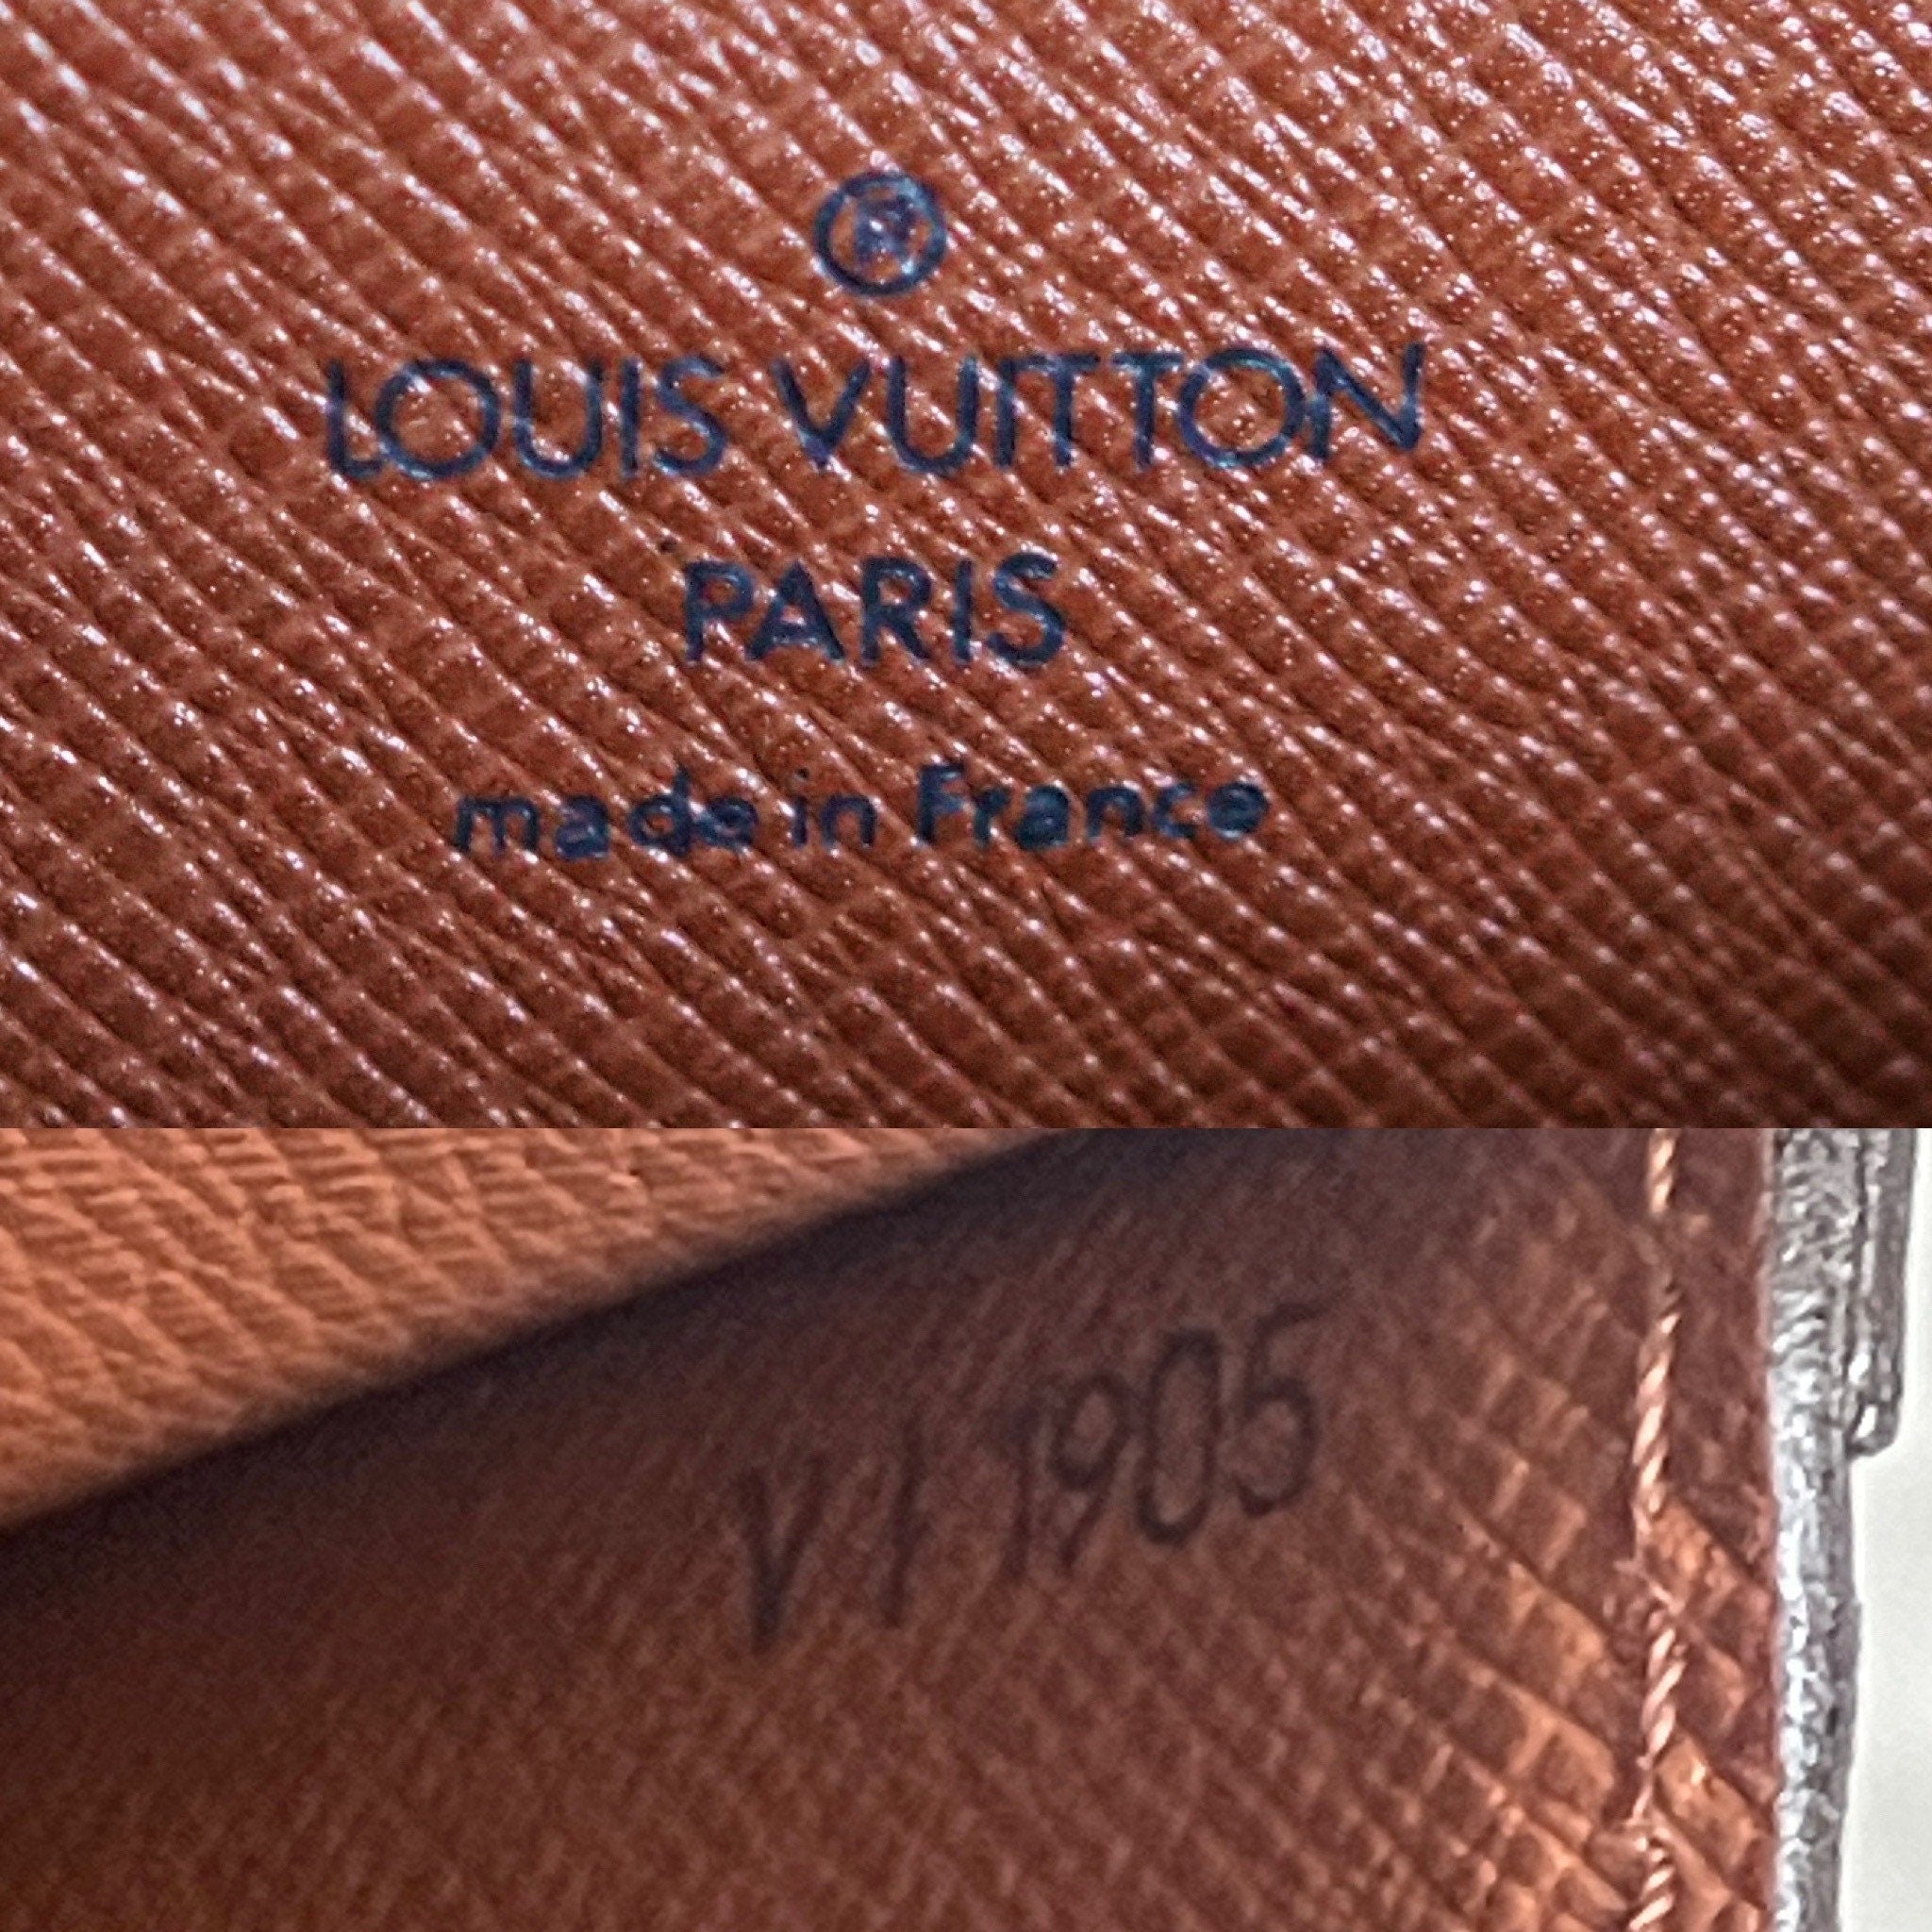 ®
LOUIS VUITTON
PARIS
made in France
VI 1905